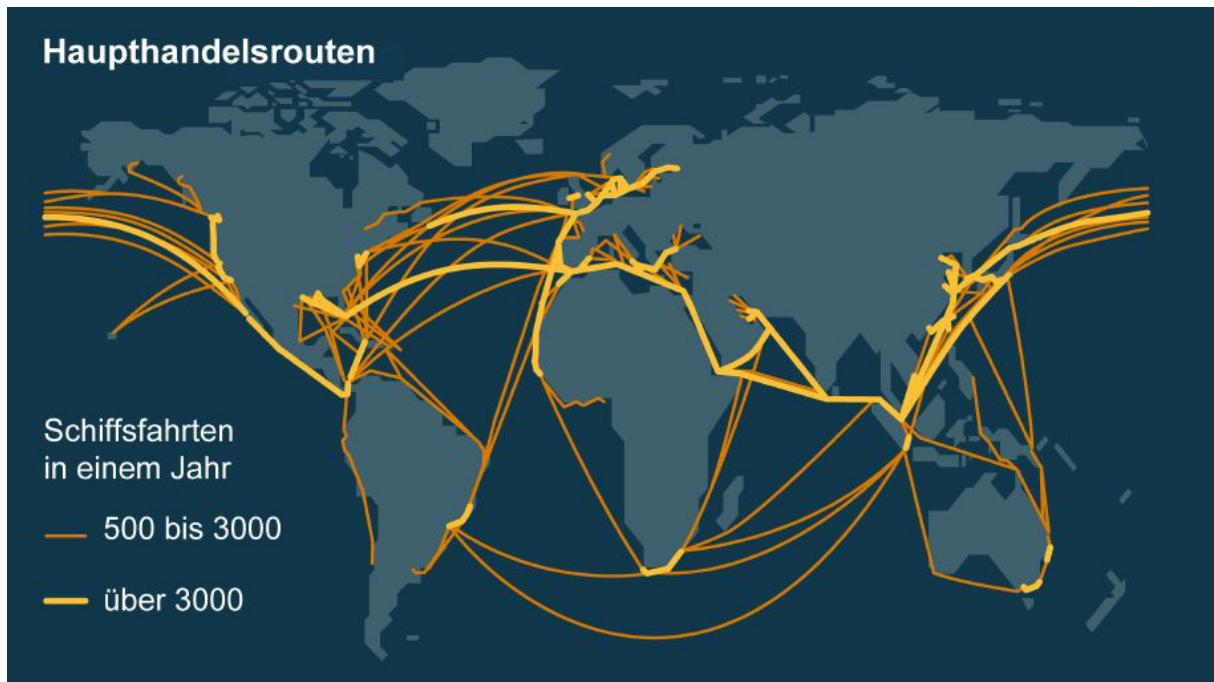 Haupthandelsrouten
Schiffsfahrten
in einem Jahr
500 bis 3000
über 3000